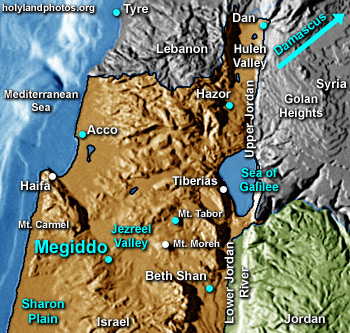 holylandphotos.org
Tyre
Dan
Damascus
Lebanon
Huleh
Valley
Mediterranean
Sea
Hazor
Syria
Golan
Heights
Upper Jordan
Acco
Sea of
Galilee
Haifa
Tiberias
Mt. Carmel
Mt. Tabor
Jezreel
Valley
Megiddo
Mt. Moreh
Beth Shan
Lower Jordan
River
Sharon
Plain
Israel
Jordan